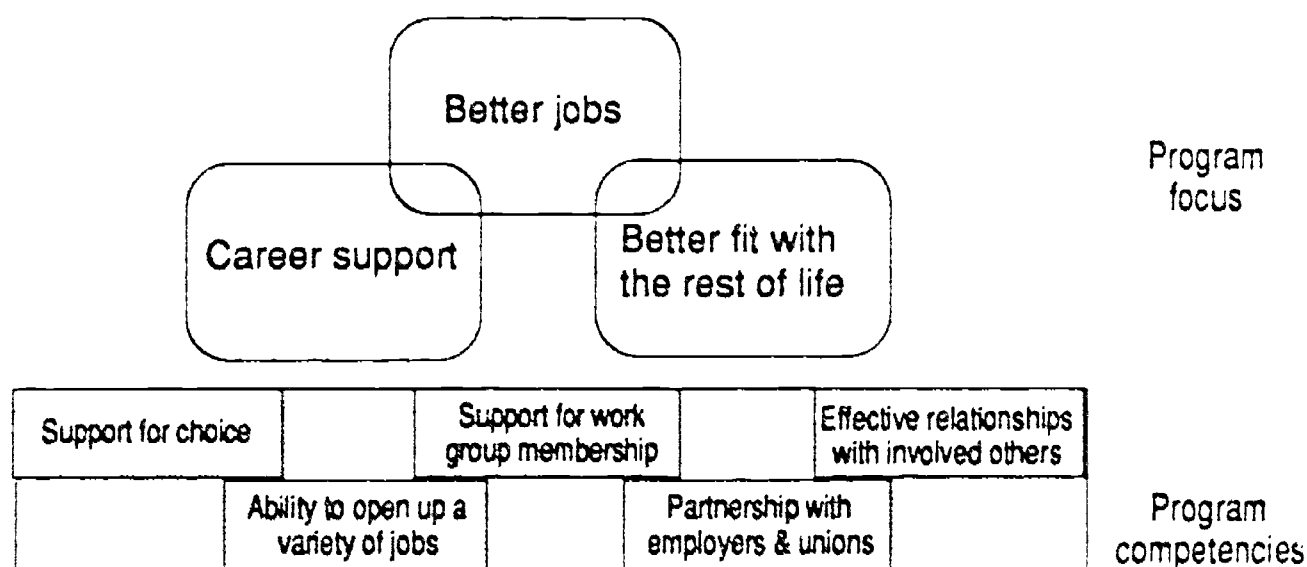 Better jobs
Program
focus
Career support
Better fit with
the rest of life
Support for choice
Support for work
group membership
Effective relationships
with involved others
Ability to open up a
variety of jobs
Partnership with
employers & unions
Program
competencies